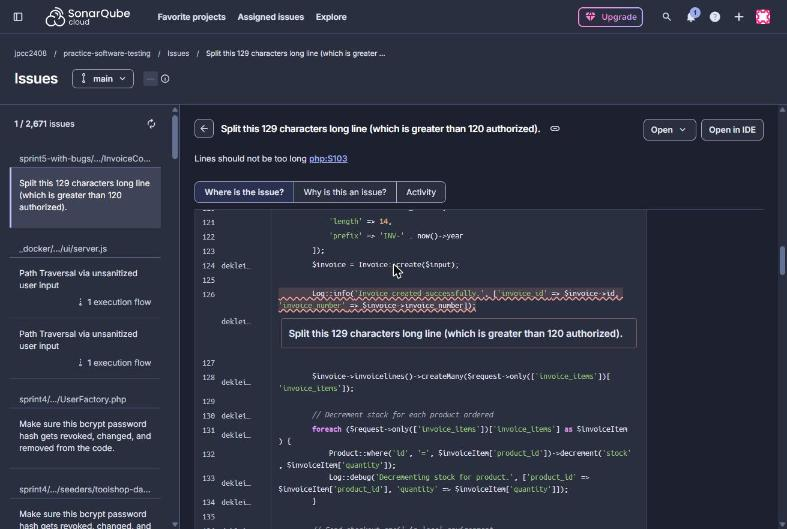 SonarQube cloud
Favorite projects Assigned issues Explore
Upgrade
1
?
jpcc2408 / practice-software-testing / Issues / Split this 129 characters long line (which is greater ...
Issues
main
1 / 2,671 issues
sprint5-with-bugs/.../InvoiceCo...
Split this 129 characters long line
(which is greater than 120
authorized).
_docker/.../ui/server.js
Path Traversal via unsanitized
user input
1 execution flow
Path Traversal via unsanitized
user input
1 execution flow
sprint4/.../UserFactory.php
Make sure this bcrypt password
hash gets revoked, changed, and
removed from the code.
sprint4/.../seeders/toolshop-da...
Make sure this bcrypt password
hash gets revoked, changed, and
Split this 129 characters long line (which is greater than 120 authorized).
Open
Open in IDE
Lines should not be too long php:S103
Where is the issue?
Why is this an issue?
Activity
121 'length' => 14,
122 'prefix' => 'INV-' . now()->year
123 ]);
124 deklei... $invoice = Invoice::create($input);
125
126 Log::info('Invoice created successfully.', ['invoice_id' => $invoice->id,
'invoice_number' => $invoice->invoice_number]);
deklei...
Split this 129 characters long line (which is greater than 120 authorized).
127
128 deklei... $invoice->invoicelines()->createMany($request->only(['invoice_items'])[
'invoice_items']);
129
130 deklei... // Decrement stock for each product ordered
131 deklei... foreach ($request->only(['invoice_items'])['invoice_items'] as $invoiceItem
) {
132 Product::where('id', '=', $invoiceItem['product_id'])->decrement('stock'
, $invoiceItem['quantity']);
133 deklei... Log::debug('Decrementing stock for product.', ['product_id' =>
$invoiceItem['product_id'], 'quantity' => $invoiceItem['quantity']]);
134 deklei... }
135